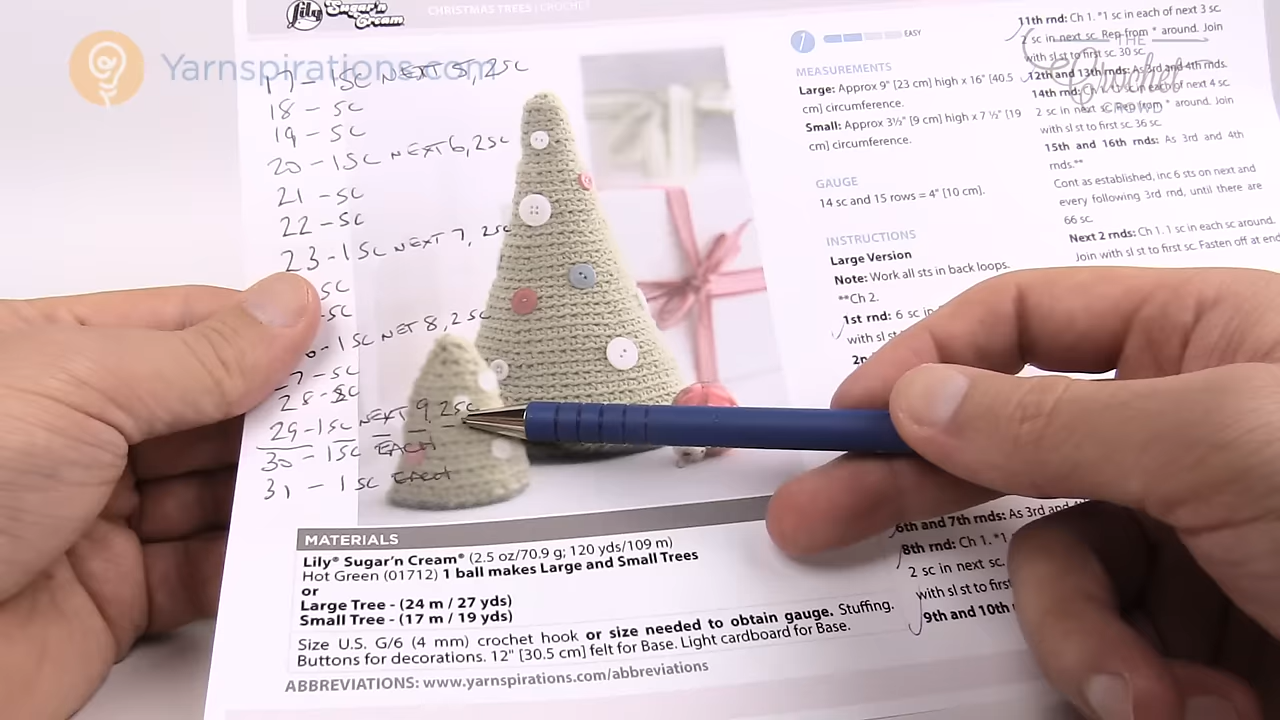 Lily Sugar'n Cream
CHRISTMAS TREES | CROCHET
Yarnspirations.com
17 - 1SC NEXT 5, 2SC
18 - SC
19 - SC
20 - 1SC NEXT 6, 2SC
21 - SC
22 - SC
23 - 1SC NEXT 7, 2SC
SC
SC
- 1SC NET 8, 2SC
7 - SC
28 - SC
29 - 1SC NEXT 9, 2SC
30 - 1SC EACH
31 - 1SC EACH
MATERIALS
Lily® Sugar'n Cream® (2.5 oz/70.9 g; 120 yds/109 m)
Hot Green (01712) 1 ball makes Large and Small Trees
or
Large Tree - (24 m / 27 yds)
Small Tree - (17 m / 19 yds)
Size U.S. G/6 (4 mm) crochet hook or size needed to obtain gauge. Stuffing.
Buttons for decorations. 12" [30.5 cm] felt for Base. Light cardboard for Base.
ABBREVIATIONS: www.yarnspirations.com/abbreviations
EASY
MEASUREMENTS
Large: Approx 9" [23 cm] high x 16" [40.5
cm] circumference.
Small: Approx 3½" [9 cm] high x 7 ½" [19
cm] circumference.
GAUGE
14 sc and 15 rows = 4" [10 cm].
INSTRUCTIONS
Large Version
Note: Work all sts in back loops.
**Ch 2.
1st rnd: 6 sc in
with sl st
2n
6th and 7th rnds: As 3rd and
8th rnd: Ch 1. *1
2 sc in next sc.
with sl st to first
9th and 10th
11th rnd: Ch 1. *1 sc in each of next 3 sc.
2 sc in next sc. Rep from * around. Join
with sl st to first sc. 30 sc.
12th and 13th rnds: As 3rd and 4th rnds.
14th rnd: Ch 1. *1 sc in each of next 4 sc.
2 sc in next sc. Rep from * around. Join
with sl st to first sc. 36 sc.
15th and 16th rnds: As 3rd and 4th
rnds.**
Cont as established, inc 6 sts on next and
every following 3rd rnd, until there are
66 sc.
Next 2 rnds: Ch 1. 1 sc in each sc around.
Join with sl st to first sc. Fasten off at end
THE
Crochet
CROWD